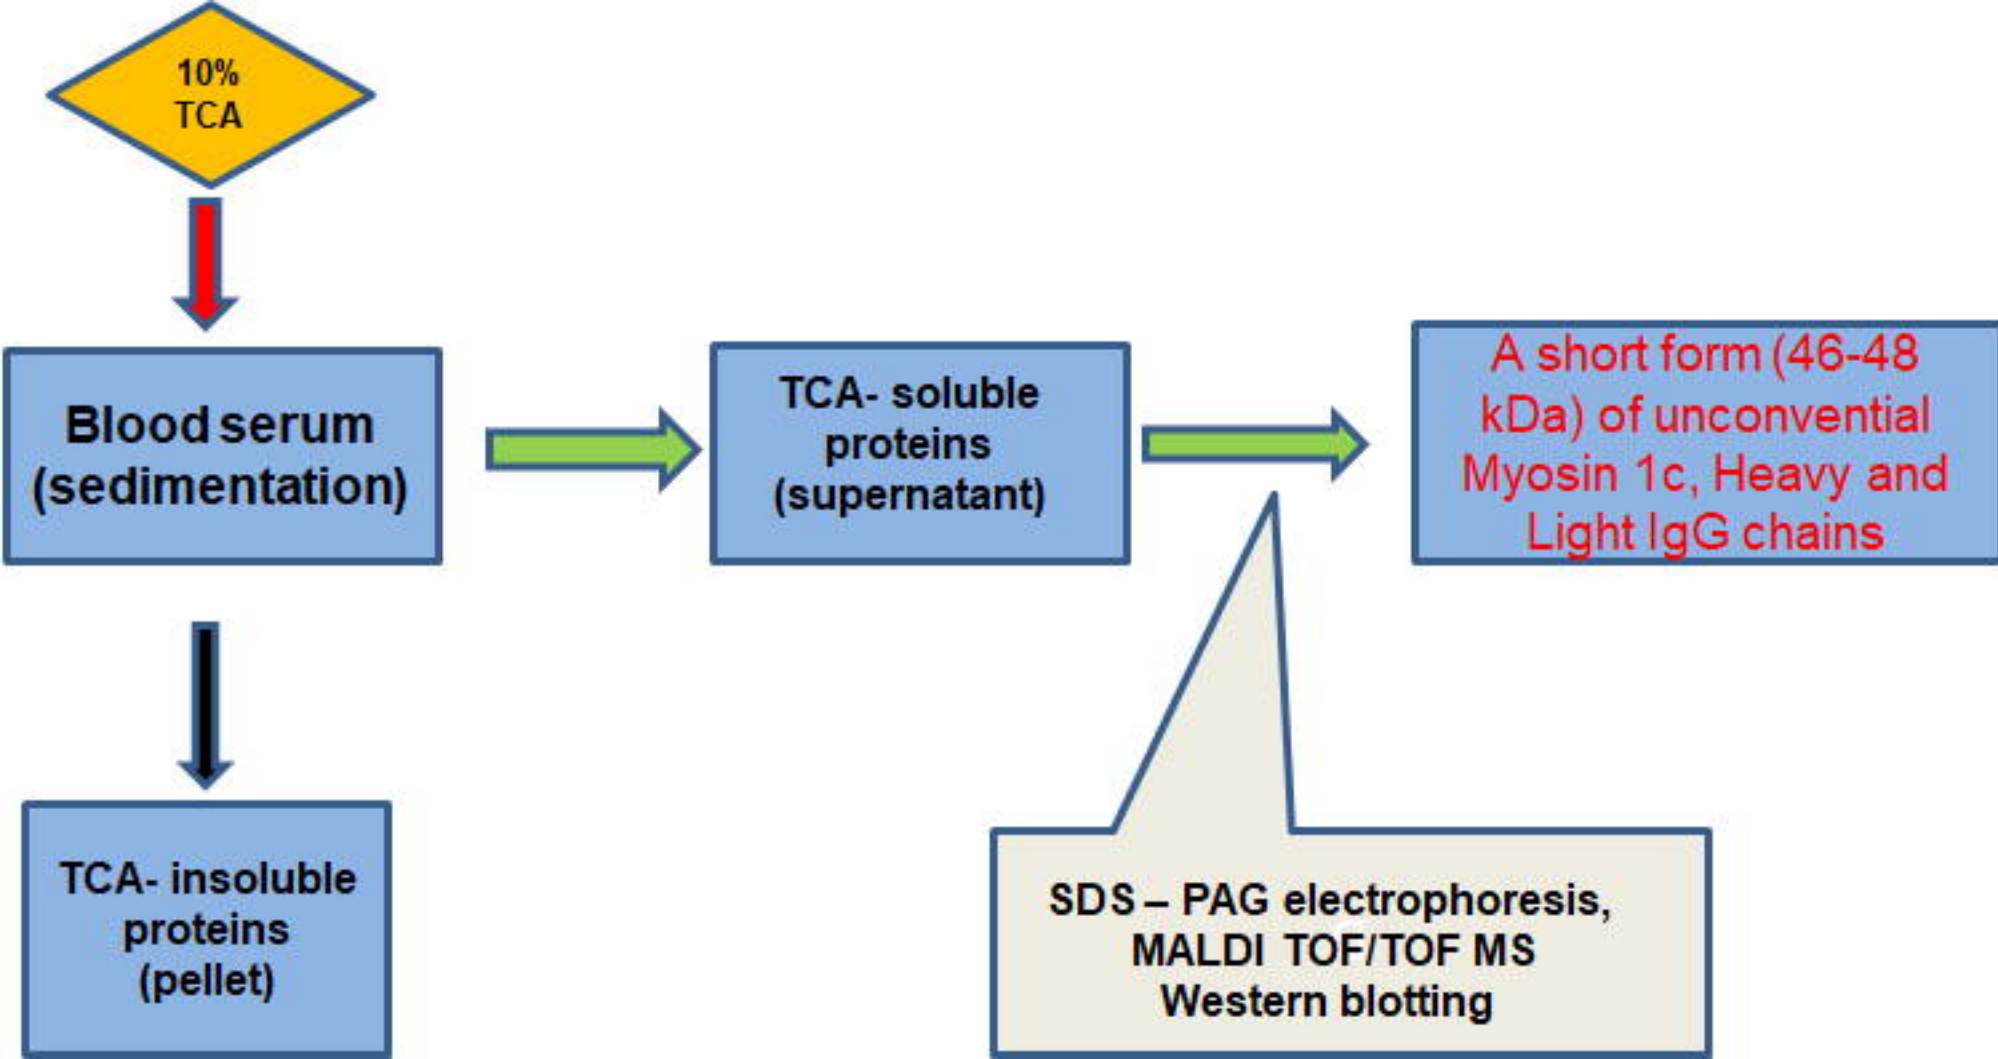 10%
TCA
Blood serum
(sedimentation)
TCA- soluble
proteins
(supernatant)
A short form (46-48
kDa) of unconvential
Myosin 1c, Heavy and
Light IgG chains
TCA- insoluble
proteins
(pellet)
SDS – PAG electrophoresis,
MALDI TOF/TOF MS
Western blotting